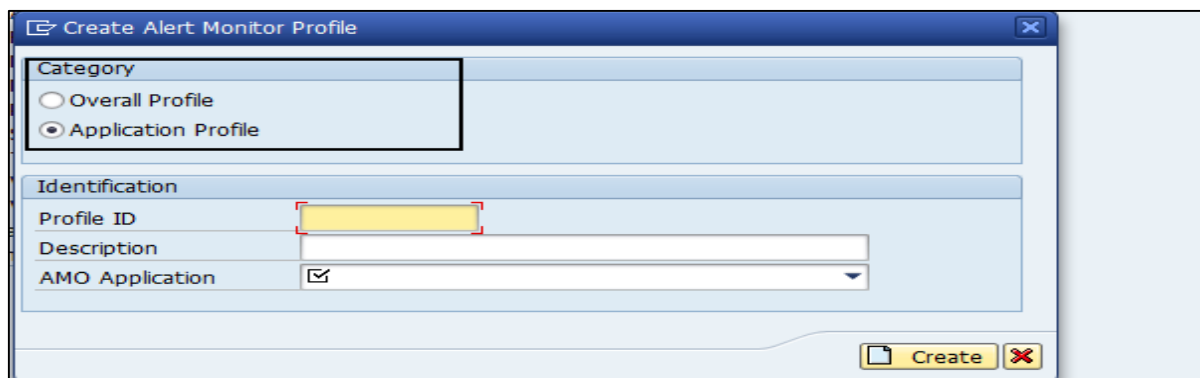 Create Alert Monitor Profile
Category
Overall Profile
Application Profile
Identification
Profile ID
Description
AMO Application
Create